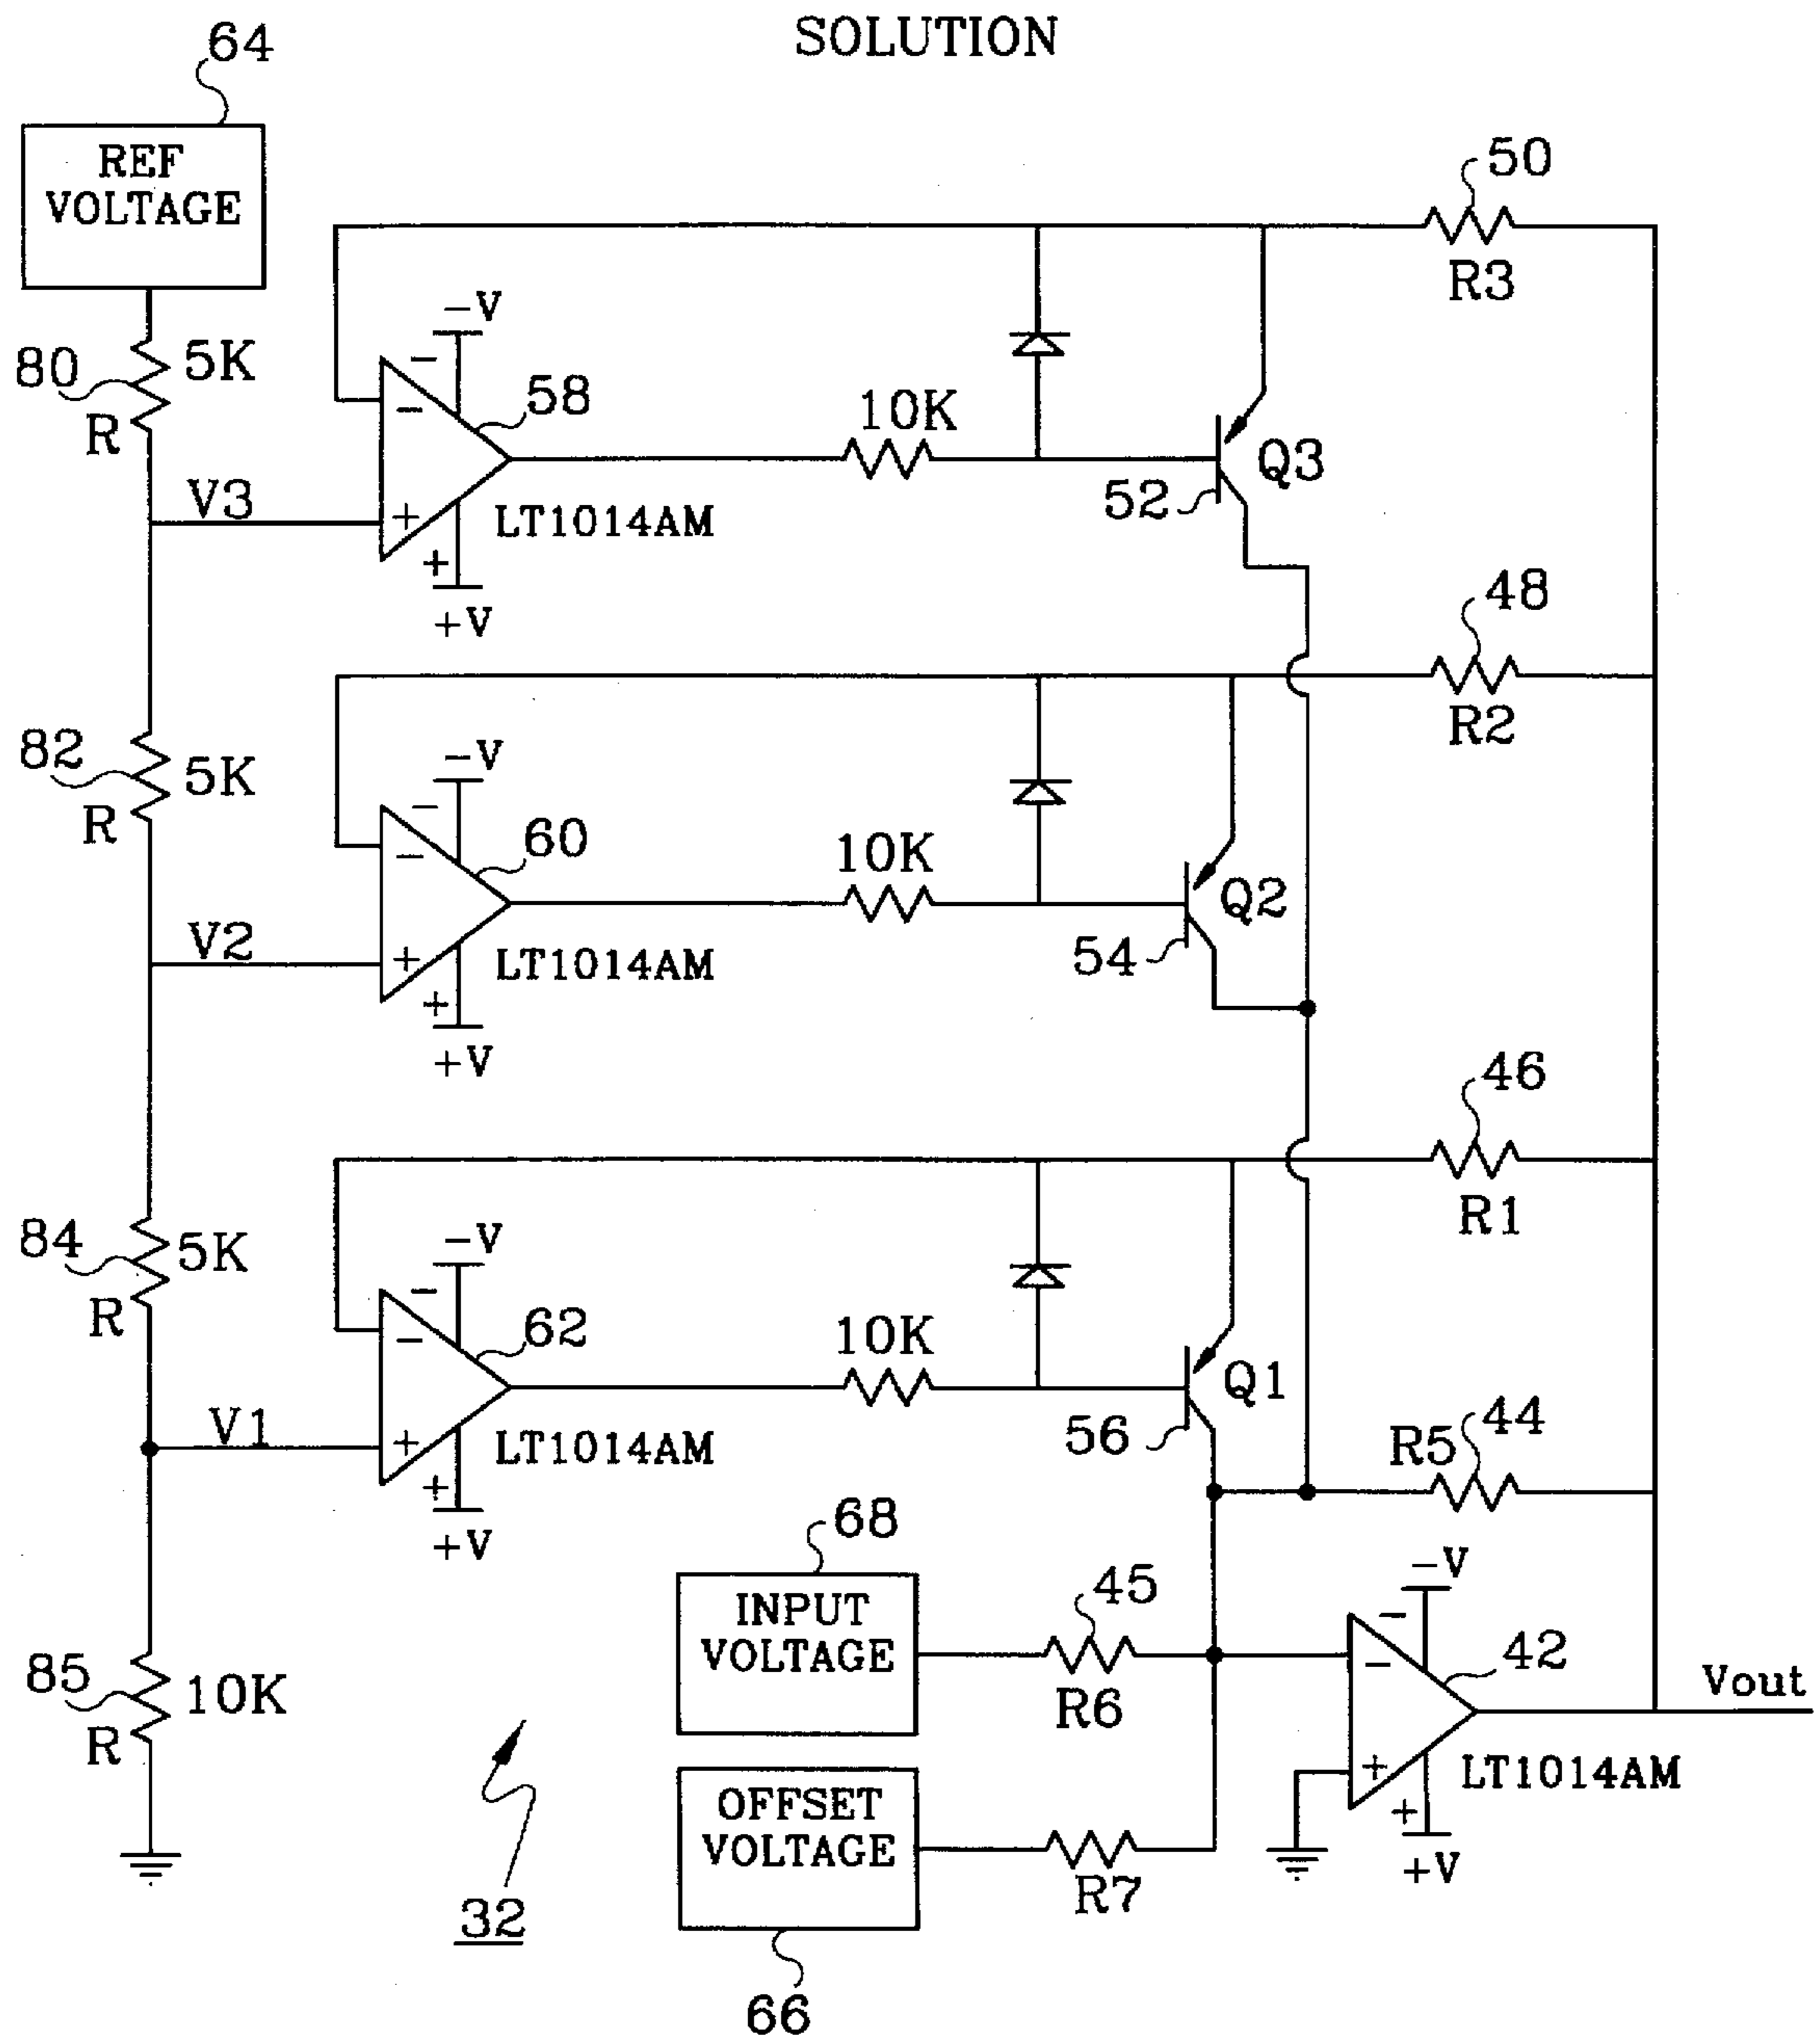 SOLUTION
64
REF
VOLTAGE
50
R3
-V
-
80
5K
R
58
10K
-
Q3
52
V3
+
LT1014AM
+
+V
48
R2
82
5K
R
-V
-
60
10K
-
Q2
54
V2
+
LT1014AM
+
+V
46
R1
84
5K
R
-V
-
62
10K
-
Q1
56
V1
+
LT1014AM
+
+V
R5
44
68
INPUT
VOLTAGE
45
R6
-V
-
42
-
Vout
85
10K
R
OFFSET
VOLTAGE
R7
+
LT1014AM
+
+V
32
66